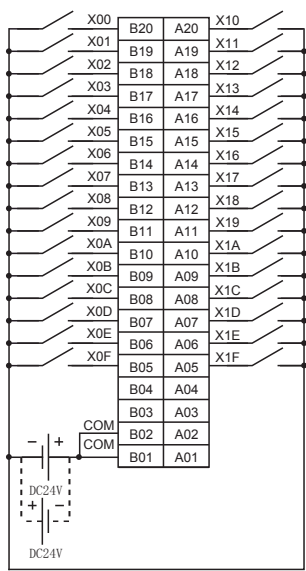 X00 B20 A20 X10
X01 B19 A19 X11
X02 B18 A18 X12
X03 B17 A17 X13
X04 B16 A16 X14
X05 B15 A15 X15
X06 B14 A14 X16
X07 B13 A13 X17
X08 B12 A12 X18
X09 B11 A11 X19
X0A B10 A10 X1A
X0B B09 A09 X1B
X0C B08 A08 X1C
X0D B07 A07 X1D
X0E B06 A06 X1E
X0F B05 A05 X1F
B04 A04
B03 A03
COM B02 A02
− + COM B01 A01
DC24V
+ −
DC24V